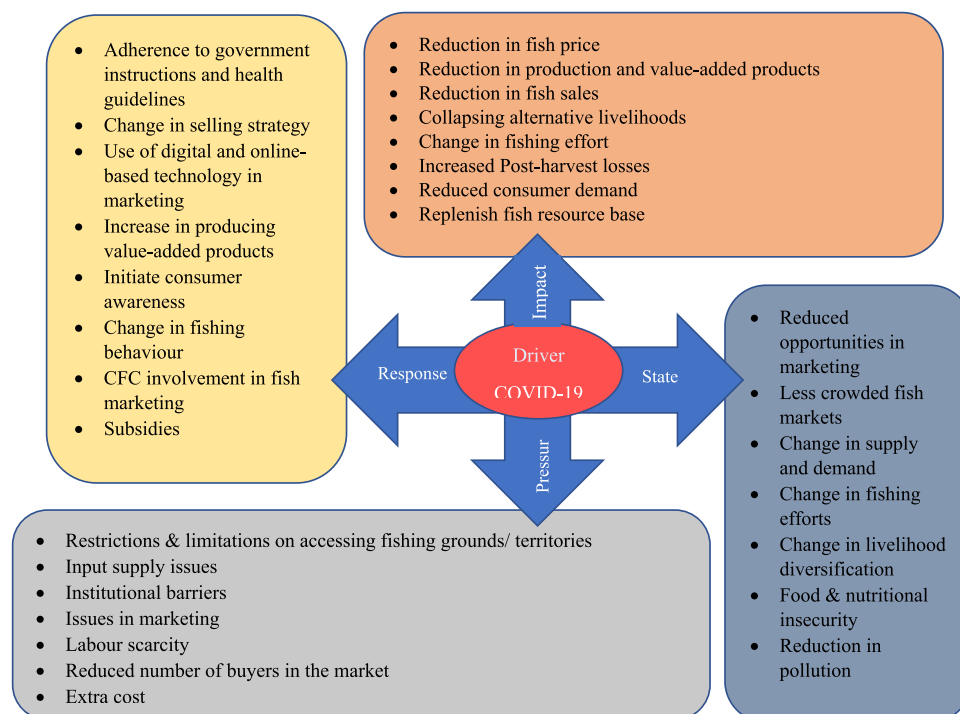 • Adherence to government
instructions and health
guidelines
• Change in selling strategy
• Use of digital and online-
based technology in
marketing
• Increase in producing
value-added products
• Initiate consumer
awareness
• Change in fishing
behaviour
• CFC involvement in fish
marketing
• Subsidies
• Reduction in fish price
• Reduction in production and value-added products
• Reduction in fish sales
• Collapsing alternative livelihoods
• Change in fishing effort
• Increased Post-harvest losses
• Reduced consumer demand
• Replenish fish resource base
Impact
Response
Driver
COVID-19
State
Pressur
• Reduced
opportunities in
marketing
• Less crowded fish
markets
• Change in supply
and demand
• Change in fishing
efforts
• Change in livelihood
diversification
• Food & nutritional
insecurity
• Reduction in
pollution
• Restrictions & limitations on accessing fishing grounds/ territories
• Input supply issues
• Institutional barriers
• Issues in marketing
• Labour scarcity
• Reduced number of buyers in the market
• Extra cost